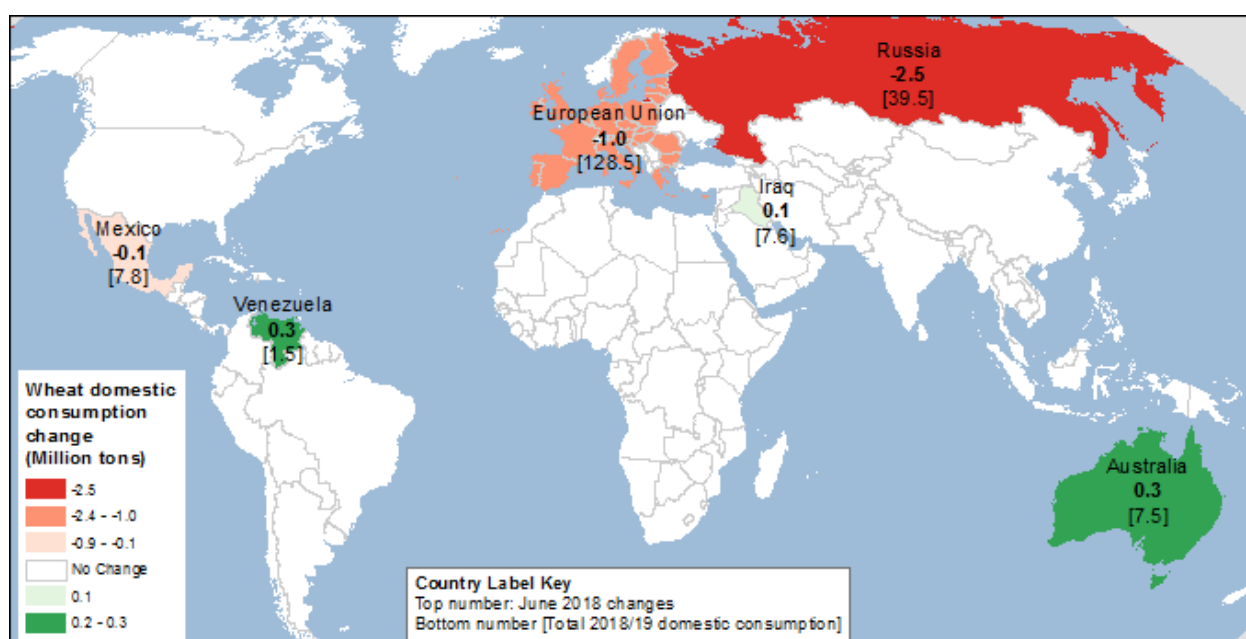 Russia
-2.5
[39.5]
European Union
-1.0
[128.5]
Iraq
0.1
[7.6]
Mexico
-0.1
[7.8]
Venezuela
0.3
[1.5]
Australia
0.3
[7.5]
Wheat domestic
consumption
change
(Million tons)
-2.5
-2.4 - -1.0
-0.9 - -0.1
No Change
0.1
0.2 - 0.3
Country Label Key
Top number: June 2018 changes
Bottom number [Total 2018/19 domestic consumption]